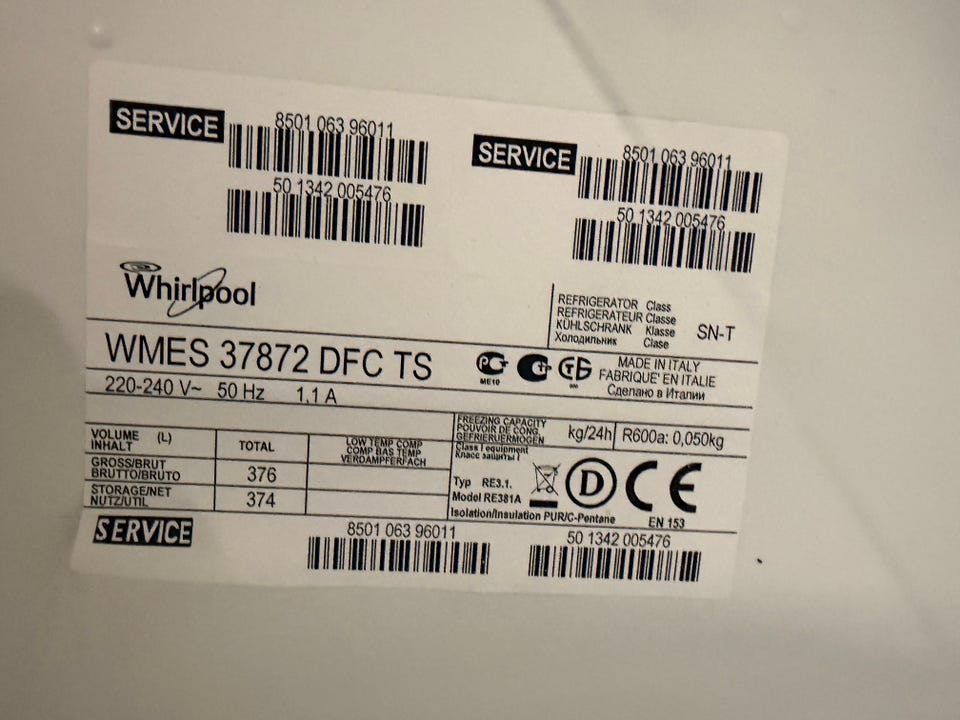 SERVICE
8501 063 96011
50 1342 005476
SERVICE
8501 063 96011
50 1342 005476
Whirlpool
REFRIGERATOR Class
REFRIGERATEUR Classe
KÜHLSCHRANK Klasse
Холодильник Clase
SN-T
WMES 37872 DFC TS
ME10
MADE IN ITALY
FABRIQUE' EN ITALIE
Сделано в Италии
220-240 V~ 50 Hz 1,1 A
VOLUME (L)
INHALT
TOTAL
LOW TEMP COMP
COMP BAS TEMP
VERDAMPFERFACH
GROSS/BRUT
BRUTTO/BRUTO
376
STORAGE/NET
NUTZ/UTIL
374
FREEZING CAPACITY
POUVOIR DE CONG.
GEFRIERUERMOGEN
kg/24h
R600a: 0,050kg
Class I equipment
Класс защиты I
Typ RE3.1.
Model RE381A
D
CE
Isolation/Insulation PUR/C-Pentane
EN 153
SERVICE
8501 063 96011
50 1342 005476